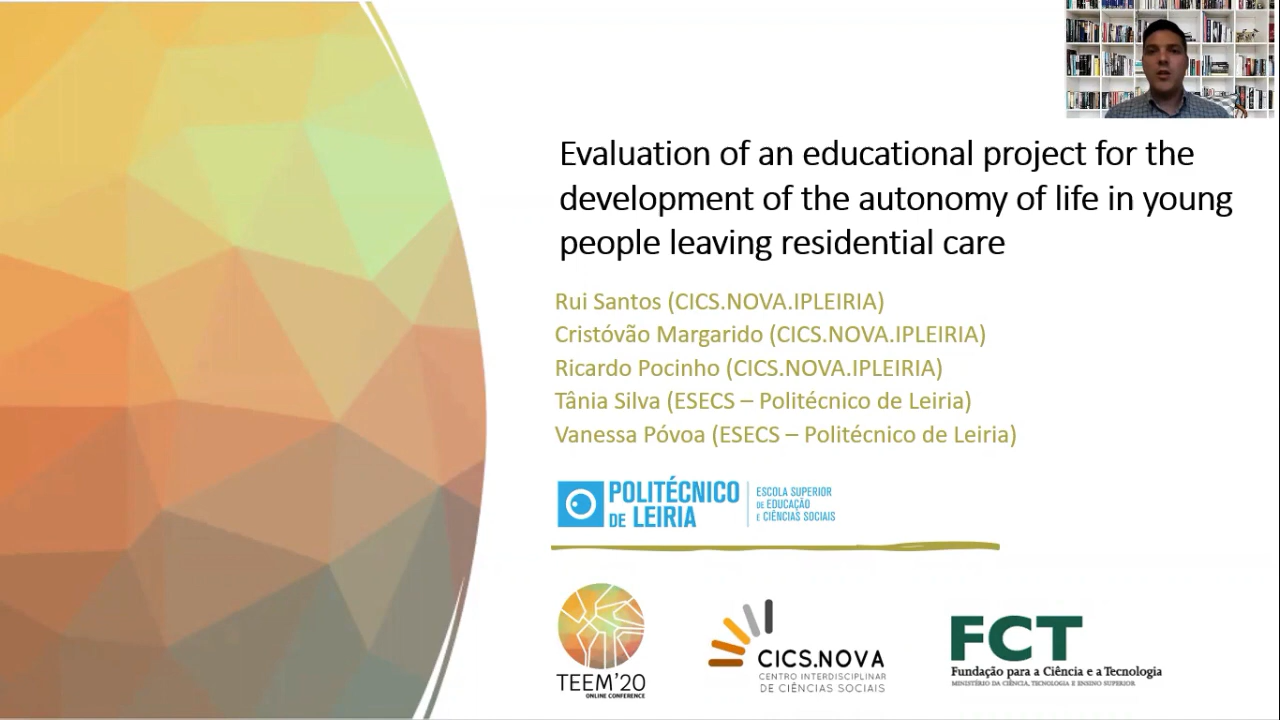 Evaluation of an educational project for the
development of the autonomy of life in young
people leaving residential care
Rui Santos (CICS.NOVA.IPLEIRIA)
Cristóvão Margarido (CICS.NOVA.IPLEIRIA)
Ricardo Pocinho (CICS.NOVA.IPLEIRIA)
Tânia Silva (ESECS – Politécnico de Leiria)
Vanessa Póvoa (ESECS – Politécnico de Leiria)
POLITÉCNICO
DE LEIRIA
ESCOLA SUPERIOR
DE EDUCAÇÃO
E CIÊNCIAS SOCIAIS
TEEM'20
ONLINE CONFERENCE
CICS.NOVA
CENTRO INTERDISCIPLINAR
DE CIÊNCIAS SOCIAIS
FCT
Fundação para a Ciência e a Tecnologia
MINISTÉRIO DA CIÊNCIA, TECNOLOGIA E ENSINO SUPERIOR